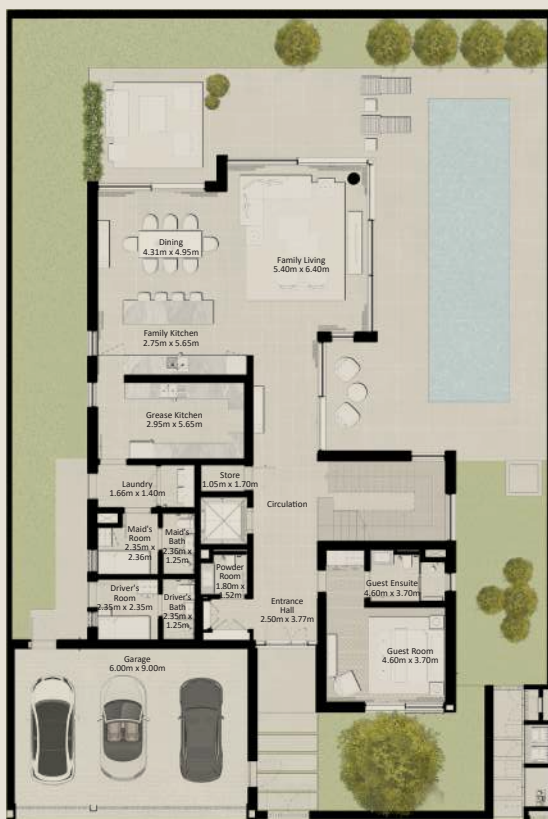 Dining
4.31m x 4.95m
Family Living
5.40m x 6.40m
Family Kitchen
2.75m x 5.65m
Grease Kitchen
2.95m x 5.65m
Laundry
1.66m x 1.40m
Store
1.05m x 1.70m
Circulation
Maid's
Room
2.35m x
2.36m
Maid's
Bath
2.36m x
1.25m
Powder
Room
1.80m x
1.52m
Guest Ensuite
4.60m x 3.70m
Driver's
Room
2.35m x 2.35m
Driver's
Bath
2.35m x
1.25m
Entrance
Hall
2.50m x 3.77m
Guest Room
4.60m x 3.70m
Garage
6.00m x 9.00m